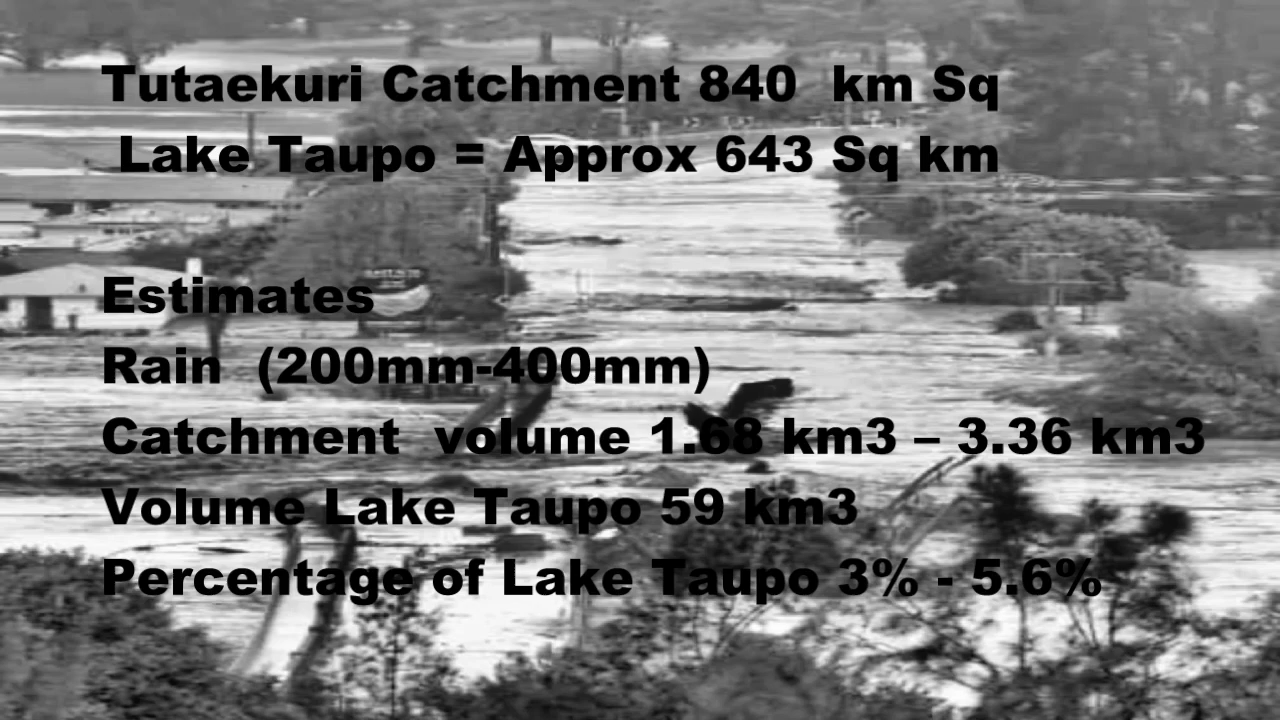 Tutaekuri Catchment 840 km Sq
Lake Taupo = Approx 643 Sq km
Estimates
Rain (200mm-400mm)
Catchment volume 1.68 km3 – 3.36 km3
Volume Lake Taupo 59 km3
Percentage of Lake Taupo 3% - 5.6%